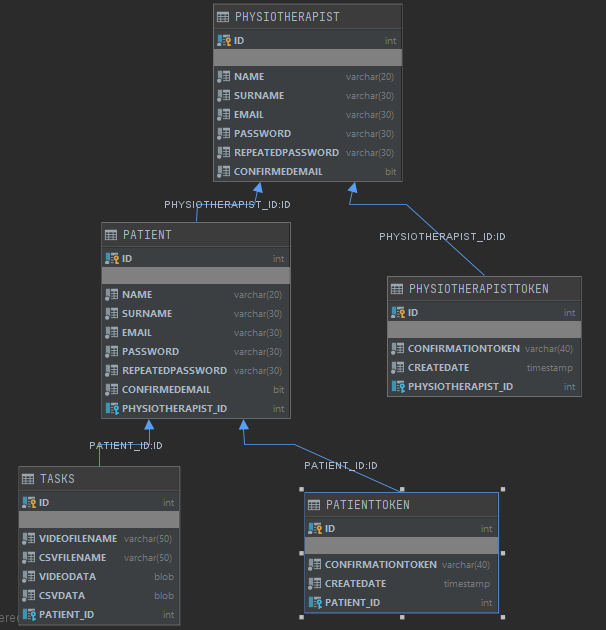 PHYSIOTHERAPIST
ID int
NAME varchar(20)
SURNAME varchar(30)
EMAIL varchar(30)
PASSWORD varchar(30)
REPEATEDPASSWORD varchar(30)
CONFIRMEDEMAIL bit
PHYSIOTHERAPIST_ID:ID
PHYSIOTHERAPIST_ID:ID
PATIENT
ID int
NAME varchar(20)
SURNAME varchar(30)
EMAIL varchar(30)
PASSWORD varchar(30)
REPEATEDPASSWORD varchar(30)
CONFIRMEDEMAIL bit
PHYSIOTHERAPIST_ID int
PHYSIOTHERAPISTTOKEN
ID int
CONFIRMATIONTOKEN varchar(40)
CREATEDATE timestamp
PHYSIOTHERAPIST_ID int
PATIENT_ID:ID
PATIENT_ID:ID
TASKS
ID int
VIDEOFILENAME varchar(50)
CSVFILENAME varchar(50)
VIDEODATA blob
CSVDATA blob
PATIENT_ID int
PATIENTTOKEN
ID int
CONFIRMATIONTOKEN varchar(40)
CREATEDATE timestamp
PATIENT_ID int